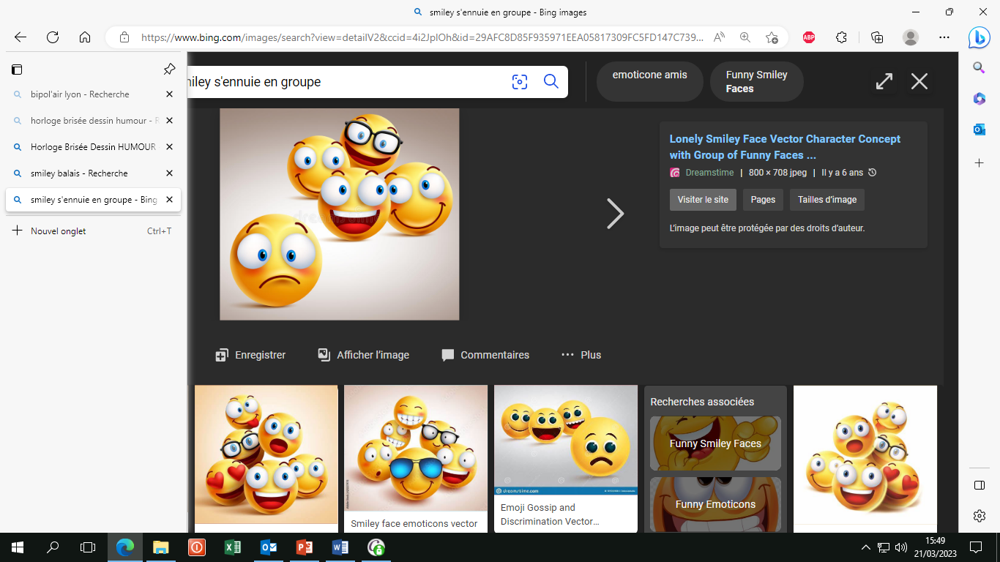 smiley s'ennuie en groupe - Bing images
https://www.bing.com/images/search?view=detailV2&ccid=4i2JpIOh&id=29AFC8D85F935971EEA05817309FC5FD147C739...
ABP
bipol'air lyon - Recherche
horloge brisée dessin humour - R
Horloge Brisée Dessin HUMOUR
smiley balais - Recherche
smiley s'ennuie en groupe - Bing
Nouvel onglet Ctrl+T
miley s'ennuie en groupe
emoticone amis
Funny Smiley
Faces
dreamstime
Lonely Smiley Face Vector Character Concept
with Group of Funny Faces ...
Dreamstime | 800 × 708 jpeg | Il y a 6 ans
Visiter le site Pages Tailles d'image
L'image peut être protégée par des droits d'auteur.
Enregistrer Afficher l'image Commentaires Plus
Smiley face emoticons vector
dreamstime.com
Emoji Gossip and
Discrimination Vector...
Recherches associées
Funny Smiley Faces
Funny Emoticons
15:49
21/03/2023